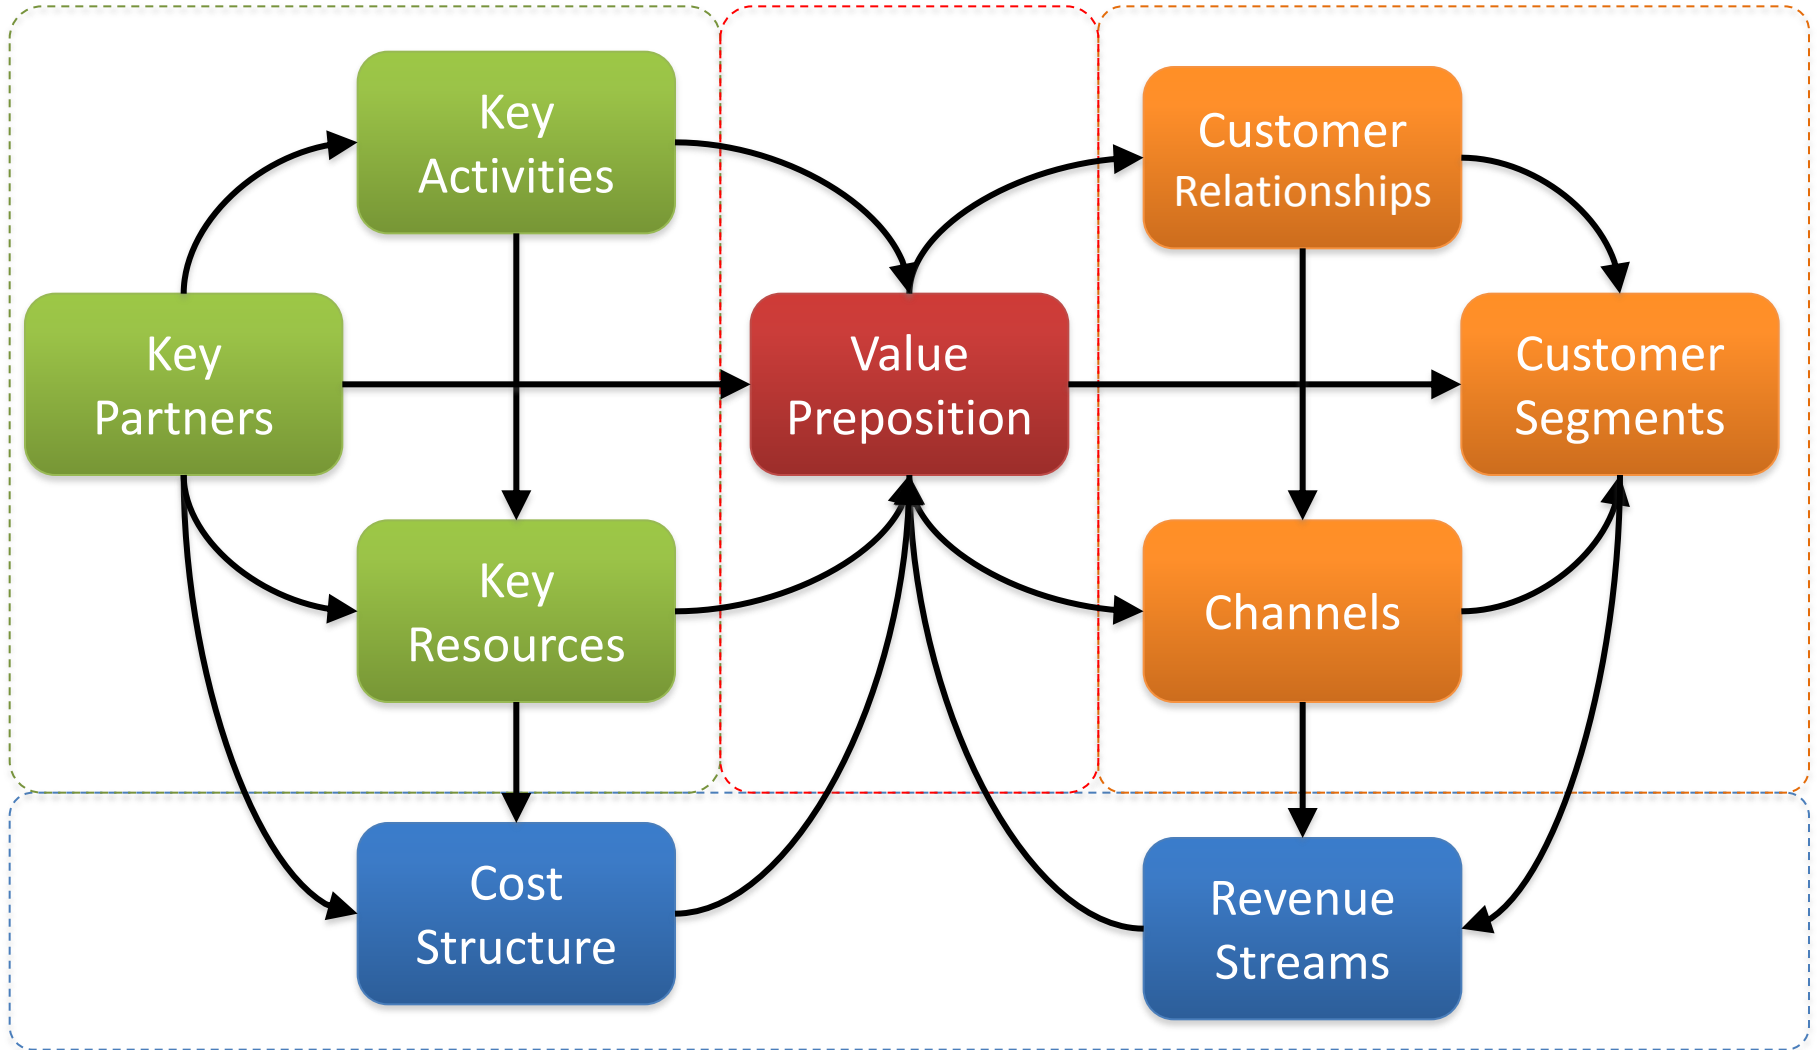 Key
Activities
Customer
Relationships
Key
Partners
Value
Preposition
Customer
Segments
Key
Resources
Channels
Cost
Structure
Revenue
Streams